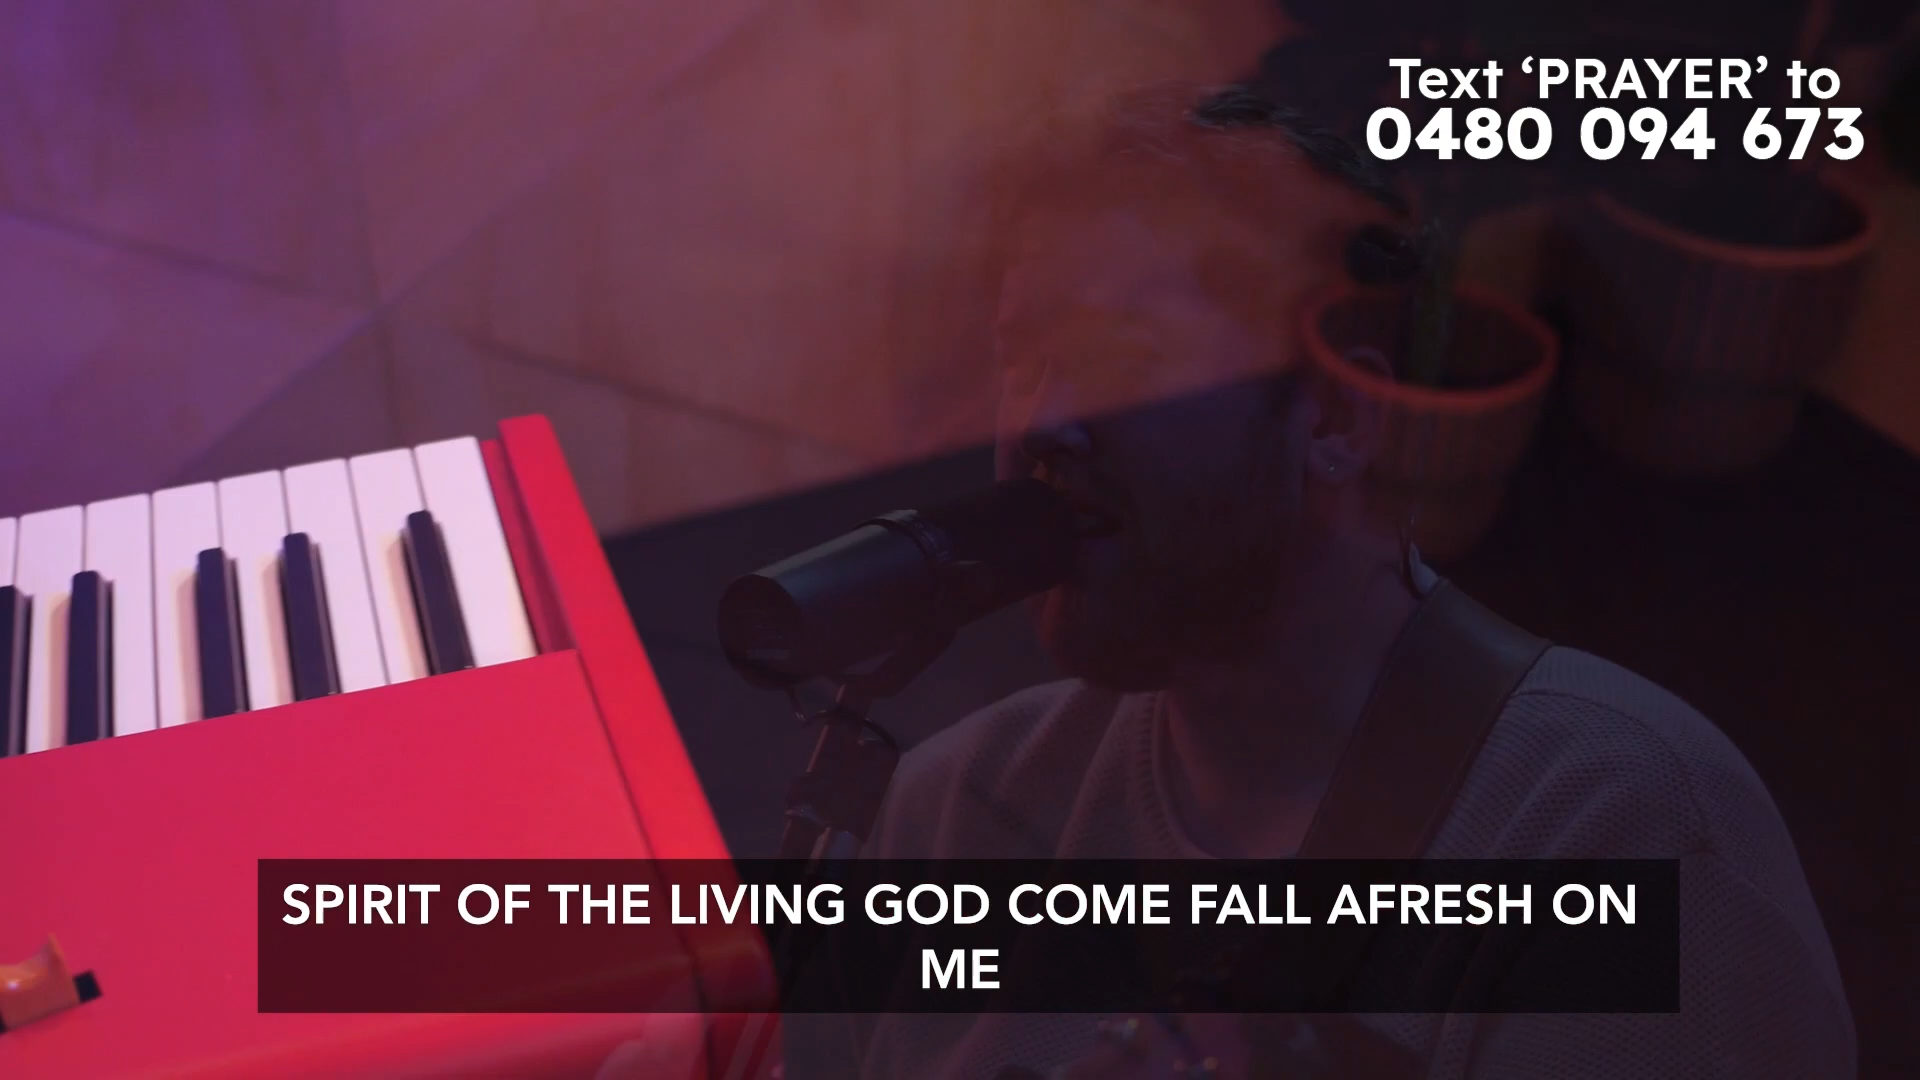 Text ‘PRAYER’ to
0480 094 673
SPIRIT OF THE LIVING GOD COME FALL AFRESH ON
ME